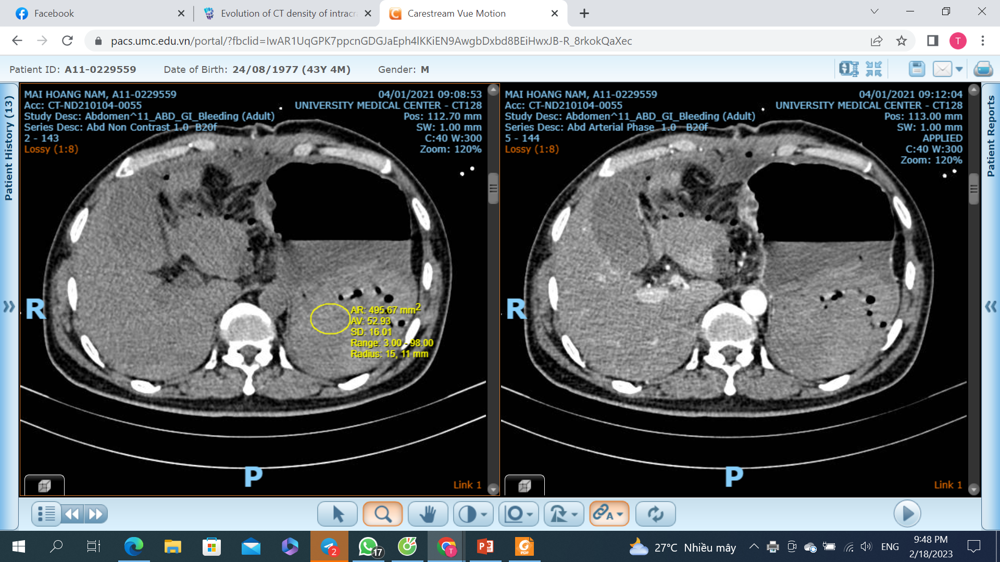 Facebook
Evolution of CT density of intracra
Carestream Vue Motion
pacs.umc.edu.vn/portal/?fbclid=IwAR1UqGPK7ppcnGDGJaEph4lKKiEN9AwgbDxbd8BEiHwxJB-R_8rkokQaXec
T
Patient ID: A11-0229559 Date of Birth: 24/08/1977 (43Y 4M) Gender: M
Patient History (13)
MAI HOANG NAM, A11-0229559
Acc: CT-ND210104-0055
Study Desc: Abdomen^11_ABD_GI_Bleeding (Adult)
Series Desc: Abd Non Contrast 1.0 B20f
2 - 143
Lossy (1:8)
04/01/2021 09:08:53
UNIVERSITY MEDICAL CENTER - CT128
Pos: 112.70 mm
SW: 1.00 mm
C:40 W:300
Zoom: 120%
R
AR: 495.67 mm2
AV: 52.93
SD: 16.01
Range: 3.00 - 98.00
Radius: 15, 11 mm
P
Link 1
MAI HOANG NAM, A11-0229559
Acc: CT-ND210104-0055
Study Desc: Abdomen^11_ABD_GI_Bleeding (Adult)
Series Desc: Abd Arterial Phase 1.0 B20f
5 - 144
Lossy (1:8)
04/01/2021 09:12:04
UNIVERSITY MEDICAL CENTER - CT128
Pos: 113.00 mm
SW: 1.00 mm
APPLIED
C:40 W:300
Zoom: 120%
R
P
Link 1
Patient Reports
A
2
17
T
PDF
27°C Nhiều mây
ENG
9:48 PM
2/18/2023